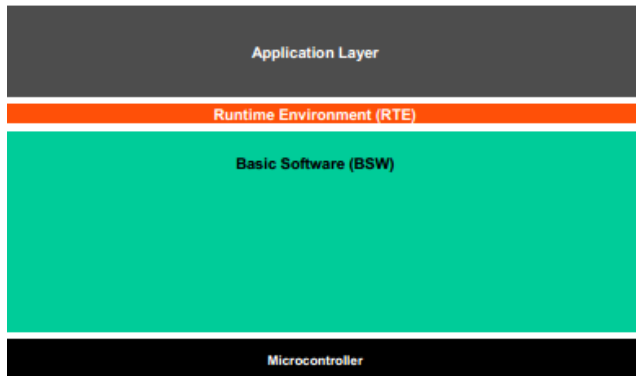 Application Layer
Runtime Environment (RTE)
Basic Software (BSW)
Microcontroller